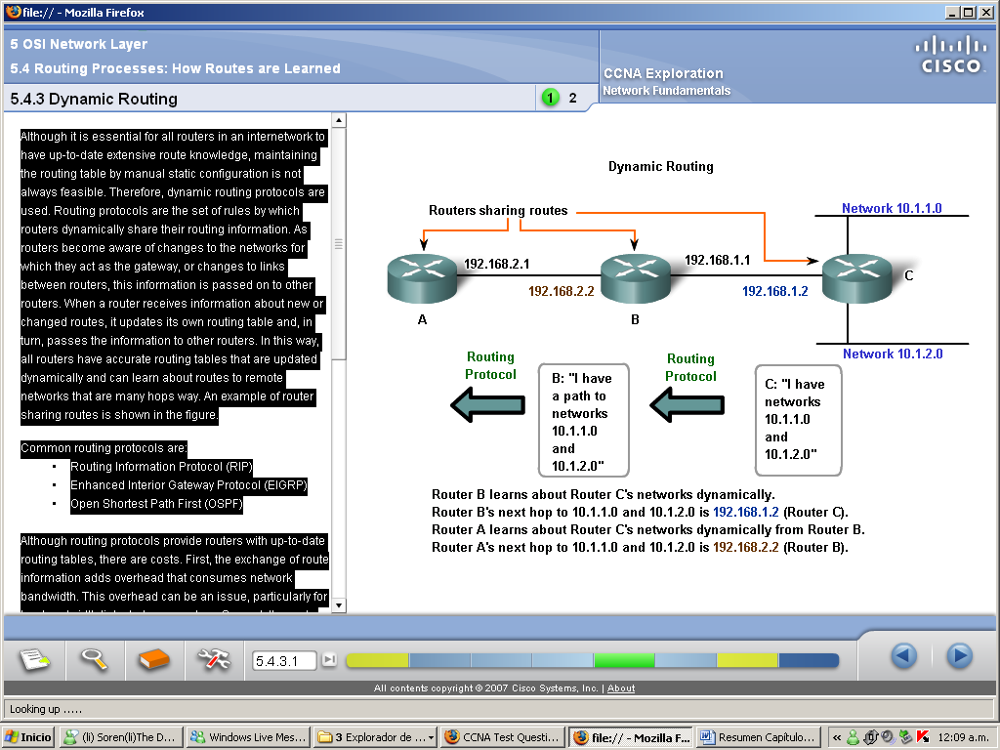 file:// - Mozilla Firefox
5 OSI Network Layer
5.4 Routing Processes: How Routes are Learned
CCNA Exploration
Network Fundamentals
CISCO
5.4.3 Dynamic Routing
1 2
Although it is essential for all routers in an internetwork to
have up-to-date extensive route knowledge, maintaining
the routing table by manual static configuration is not
always feasible. Therefore, dynamic routing protocols are
used. Routing protocols are the set of rules by which
routers dynamically share their routing information. As
routers become aware of changes to the networks for
which they act as the gateway, or changes to links
between routers, this information is passed on to other
routers. When a router receives information about new or
changed routes, it updates its own routing table and, in
turn, passes the information to other routers. In this way,
all routers have accurate routing tables that are updated
dynamically and can learn about routes to remote
networks that are many hops way. An example of router
sharing routes is shown in the figure.
Common routing protocols are:
• Routing Information Protocol (RIP)
• Enhanced Interior Gateway Protocol (EIGRP)
• Open Shortest Path First (OSPF)
Although routing protocols provide routers with up-to-date
routing tables, there are costs. First, the exchange of route
information adds overhead that consumes network
bandwidth. This overhead can be an issue, particularly for
Dynamic Routing
Routers sharing routes
Network 10.1.1.0
192.168.2.1
192.168.1.1
192.168.2.2
192.168.1.2
A
B
C
Network 10.1.2.0
Routing
Protocol
B: "I have
a path to
networks
10.1.1.0
and
10.1.2.0"
Routing
Protocol
C: "I have
networks
10.1.1.0
and
10.1.2.0"
Router B learns about Router C's networks dynamically.
Router B's next hop to 10.1.1.0 and 10.1.2.0 is 192.168.1.2 (Router C).
Router A learns about Router C's networks dynamically from Router B.
Router A's next hop to 10.1.1.0 and 10.1.2.0 is 192.168.2.2 (Router B).
5.4.3.1
All contents copyright © 2007 Cisco Systems, Inc. | About
Looking up .....
Inicio
(li) Soren(li)The D...
Windows Live Mes...
3 Explorador de ...
CCNA Test Questi...
file:// - Mozilla F...
Resumen Capítulo...
«
12:09 a.m.